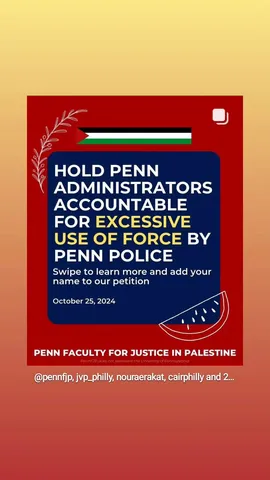 HOLD PENN
ADMINISTRATORS
ACCOUNTABLE
FOR EXCESSIVE
USE OF FORCE BY
PENN POLICE
Swipe to learn more and add your
name to our petition
October 25, 2024
PENN FACULTY FOR JUSTICE IN PALESTINE
@pennfjp, jvp_philly, nouraerakat, cairphilly and 2...